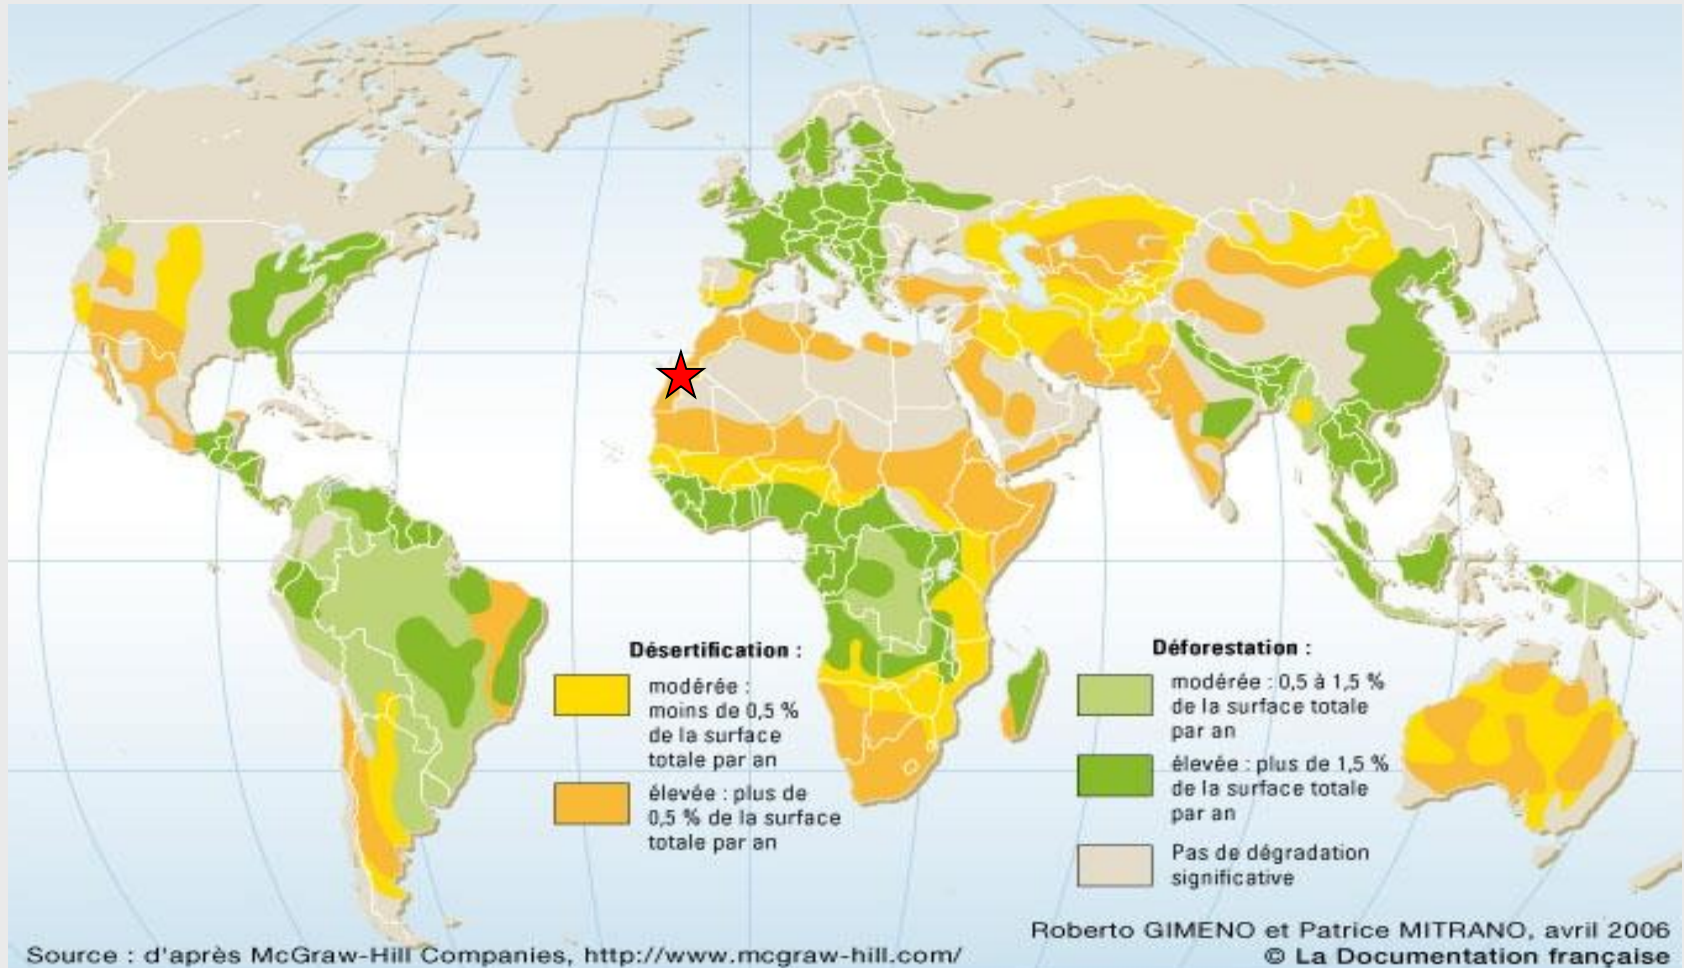 Désertification :
modérée :
moins de 0,5 %
de la surface
totale par an
élevée : plus de
0,5 % de la surface
totale par an
Déforestation :
modérée : 0,5 à 1,5 %
de la surface totale
par an
élevée : plus de 1,5 %
de la surface totale
par an
Pas de dégradation
significative
Roberto GIMENO et Patrice MITRANO, avril 2006
© La Documentation française
Source : d'après McGraw-Hill Companies, http://www.mcgraw-hill.com/